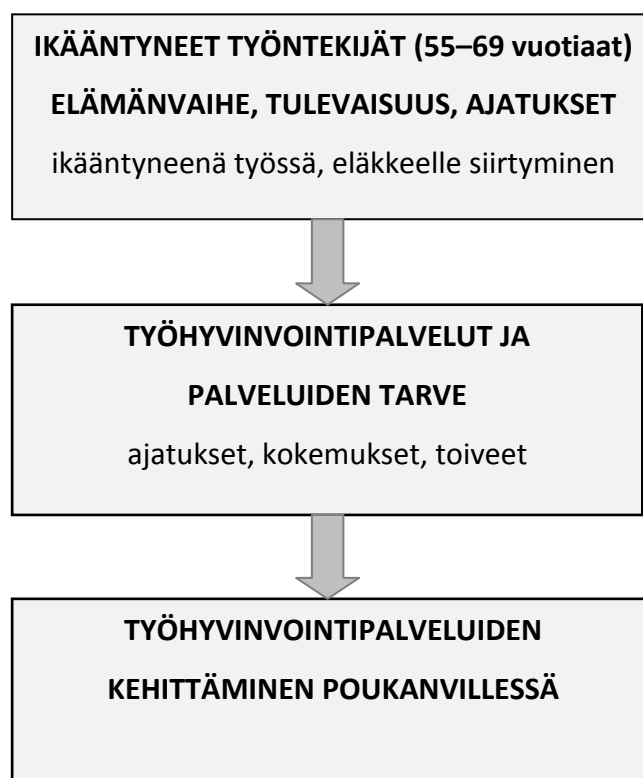 IKÄÄNTYNEET TYÖNTEKIJÄT (55–69 vuotiaat)
ELÄMÄNVAIHE, TULEVAISUUS, AJATUKSET
ikääntyneenä työssä, eläkkeelle siirtyminen
TYÖHYVINVOINTIPALVELUT JA
PALVELUIDEN TARVE
ajatukset, kokemukset, toiveet
TYÖHYVINVOINTIPALVELUIDEN
KEHITTÄMINEN POUKANVILLESSÄ